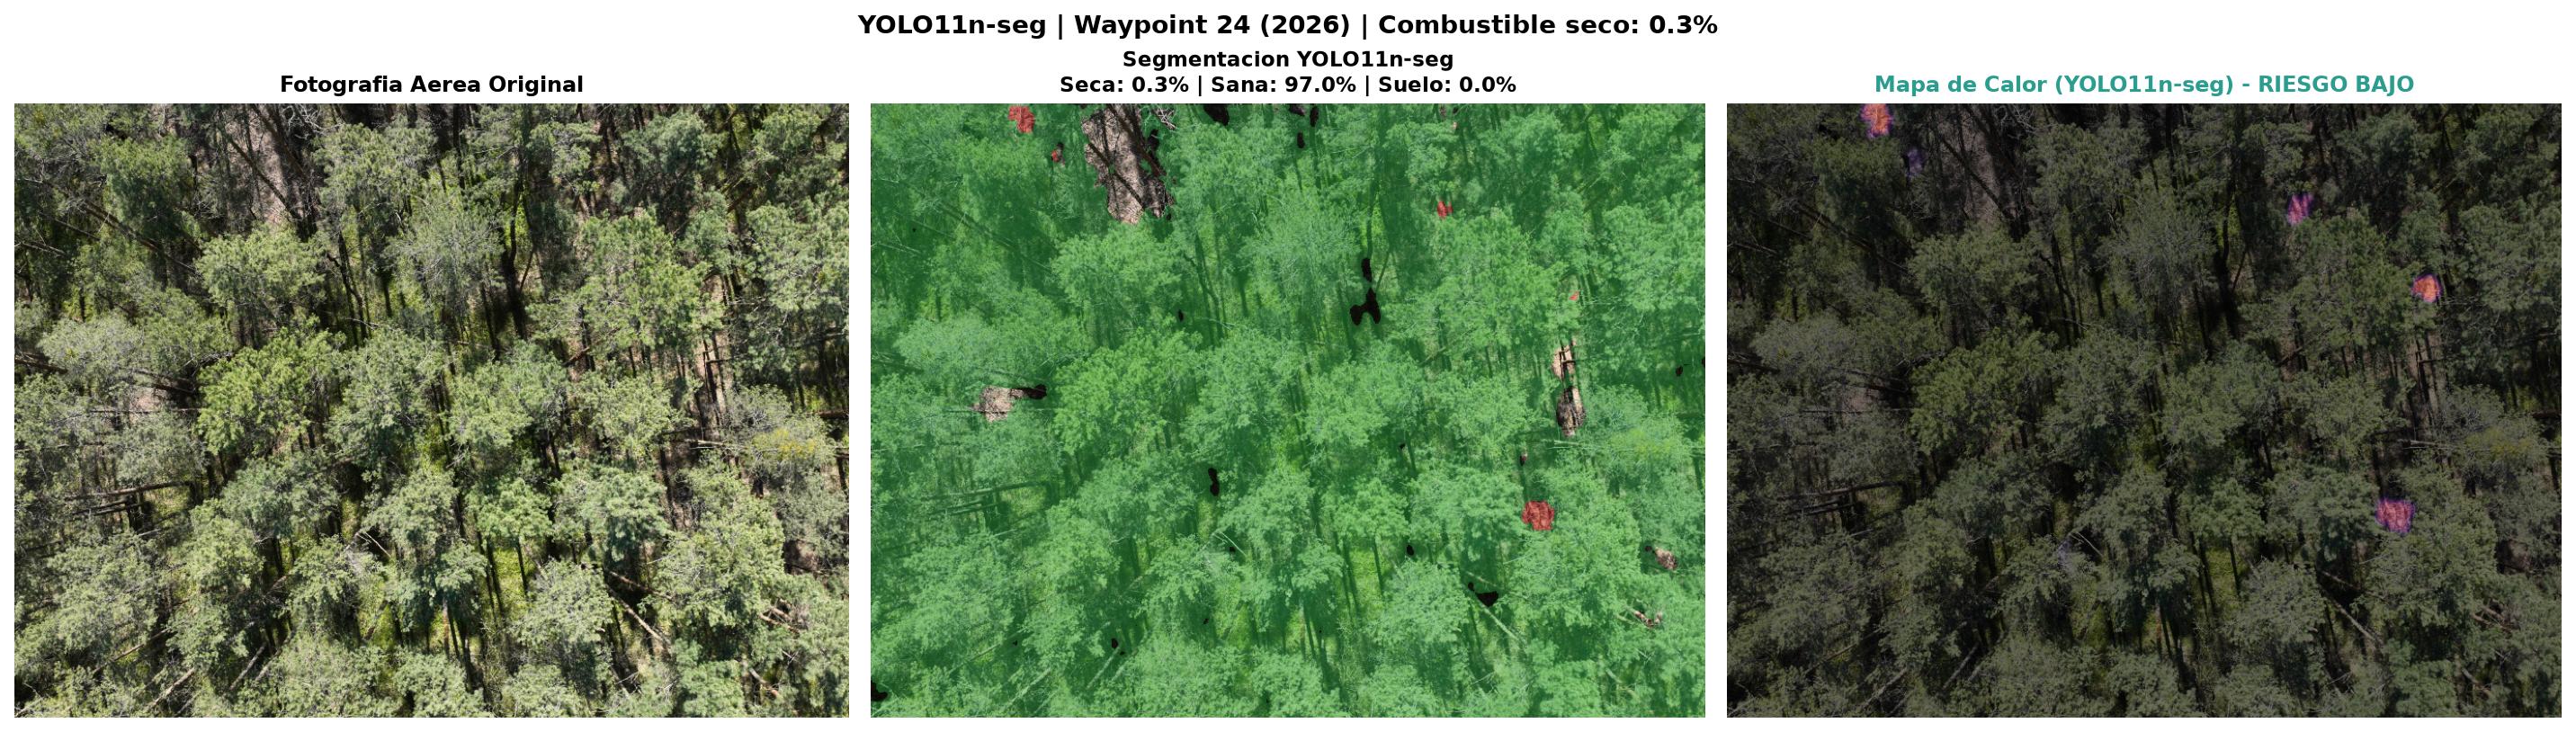 YOLO11n-seg | Waypoint 24 (2026) | Combustible seco: 0.3%
Fotografia Aerea Original
Segmentacion YOLO11n-seg
Seca: 0.3% | Sana: 97.0% | Suelo: 0.0%
Mapa de Calor (YOLO11n-seg) - RIESGO BAJO